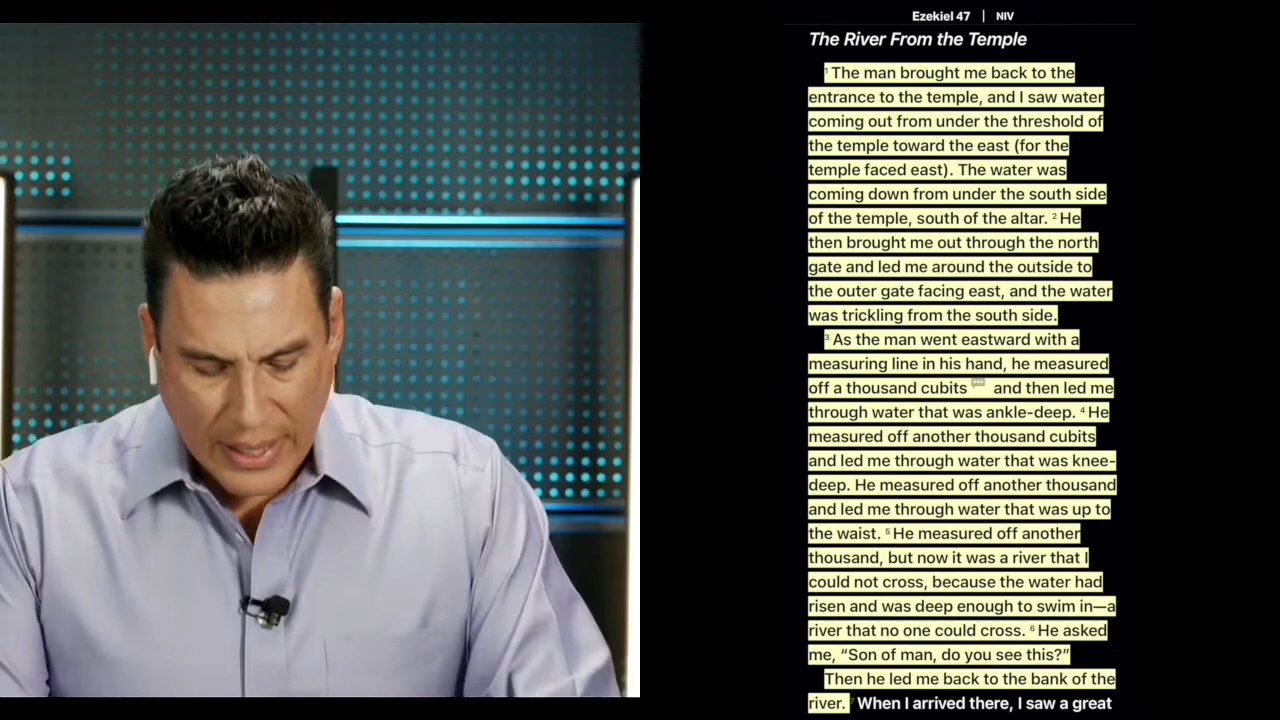 Ezekiel 47 | NIV
The River From the Temple
1 The man brought me back to the
entrance to the temple, and I saw water
coming out from under the threshold of
the temple toward the east (for the
temple faced east). The water was
coming down from under the south side
of the temple, south of the altar. 2 He
then brought me out through the north
gate and led me around the outside to
the outer gate facing east, and the water
was trickling from the south side.
3 As the man went eastward with a
measuring line in his hand, he measured
off a thousand cubits and then led me
through water that was ankle-deep. 4 He
measured off another thousand cubits
and led me through water that was knee-
deep. He measured off another thousand
and led me through water that was up to
the waist. 5 He measured off another
thousand, but now it was a river that I
could not cross, because the water had
risen and was deep enough to swim in—a
river that no one could cross. 6 He asked
me, “Son of man, do you see this?”
Then he led me back to the bank of the
river. 7 When I arrived there, I saw a great